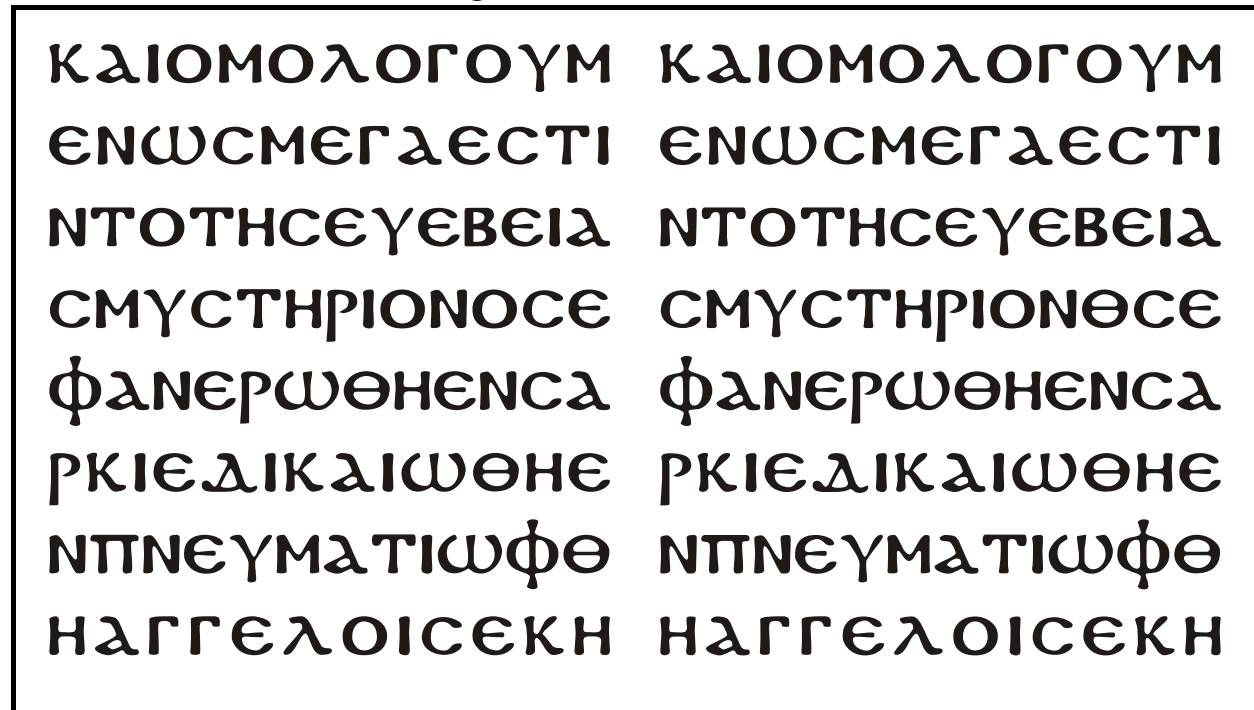 ΚΑΙΟΜΟΛΟΓΟΥΜ
ΕΝΩϹΜΕΓΑΕϹΤΙ
ΝΤΟΤΗϹΕΥΕΒΕΙΑ
ϹΜΥϹΤΗΡΙΟΝΟϹΕ
ΦΑΝΕΡΩΘΗΕΝϹΑ
ΡΚΙΕΔΙΚΑΙΩΘΗΕ
ΝΠΝΕΥΜΑΤΙΩΦΘ
ΗΑΓΓΕΛΟΙϹΕΚΗ
ΚΑΙΟΜΟΛΟΓΟΥΜ
ΕΝΩϹΜΕΓΑΕϹΤΙ
ΝΤΟΤΗϹΕΥΕΒΕΙΑ
ϹΜΥϹΤΗΡΙΟΝΘϹΕ
ΦΑΝΕΡΩΘΗΕΝϹΑ
ΡΚΙΕΔΙΚΑΙΩΘΗΕ
ΝΠΝΕΥΜΑΤΙΩΦΘ
ΗΑΓΓΕΛΟΙϹΕΚΗ